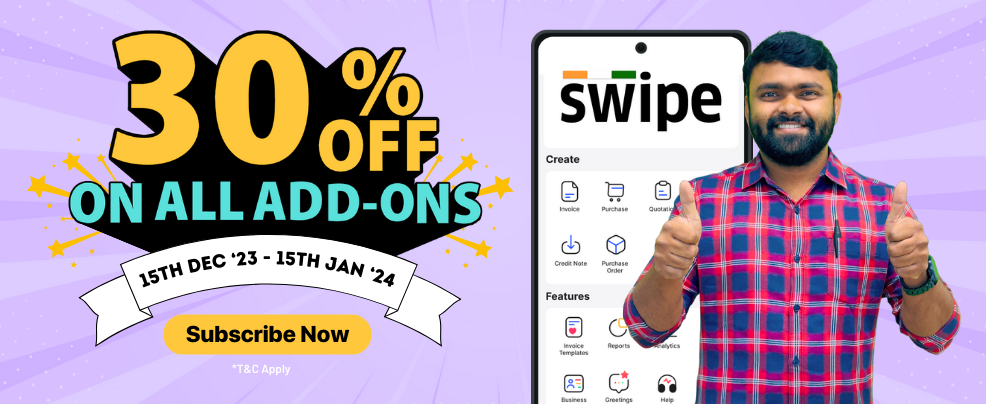 30%
OFF
ON ALL ADD-ONS
15TH DEC ‘23 - 15TH JAN ‘24
Subscribe Now
*T&C Apply
swipe
Create
Invoice
Purchase
Credit Note
Purchase
Order
Features
Invoice
Templates
Reports
Analytics
Business
Greetings
Help